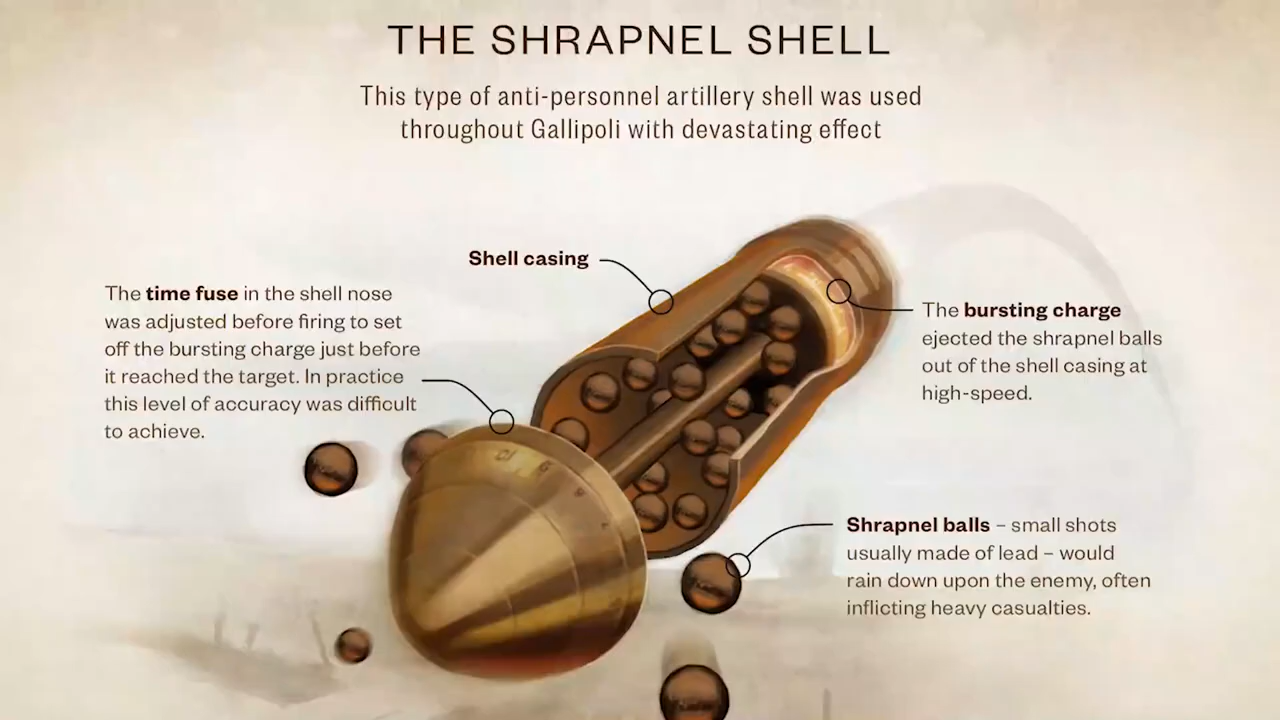 THE SHRAPNEL SHELL
This type of anti-personnel artillery shell was used
throughout Gallipoli with devastating effect
Shell casing
The time fuse in the shell nose
was adjusted before firing to set
off the bursting charge just before
it reached the target. In practice
this level of accuracy was difficult
to achieve.
The bursting charge
ejected the shrapnel balls
out of the shell casing at
high-speed.
Shrapnel balls – small shots
usually made of lead – would
rain down upon the enemy, often
inflicting heavy casualties.